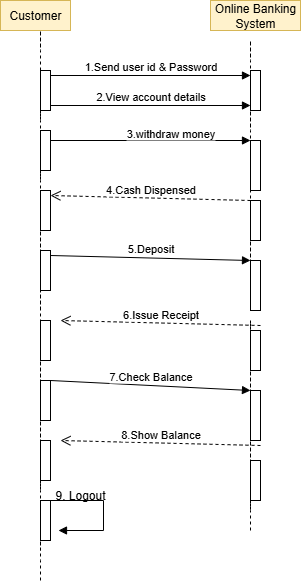 Customer
Online Banking
System
1.Send user id & Password
2.View account details
3.withdraw money
4.Cash Dispensed
5.Deposit
6.Issue Receipt
7.Check Balance
8.Show Balance
9. Logout